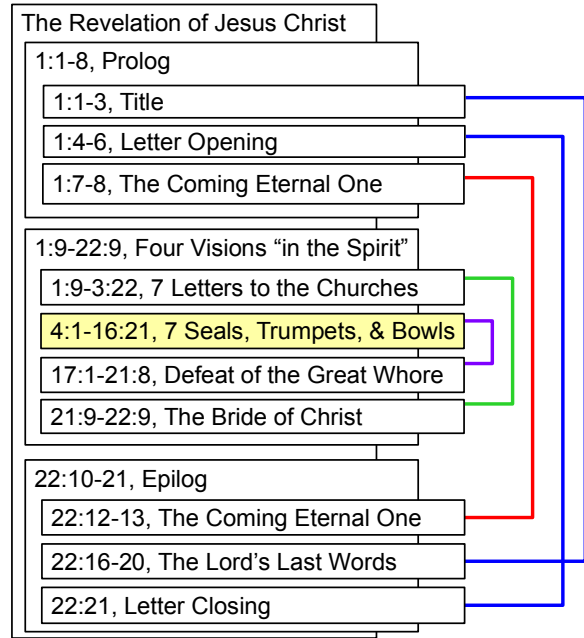 The Revelation of Jesus Christ
1:1-8, Prolog
1:1-3, Title
1:4-6, Letter Opening
1:7-8, The Coming Eternal One
1:9-22:9, Four Visions “in the Spirit”
1:9-3:22, 7 Letters to the Churches
4:1-16:21, 7 Seals, Trumpets, & Bowls
17:1-21:8, Defeat of the Great Whore
21:9-22:9, The Bride of Christ
22:10-21, Epilog
22:12-13, The Coming Eternal One
22:16-20, The Lord’s Last Words
22:21, Letter Closing